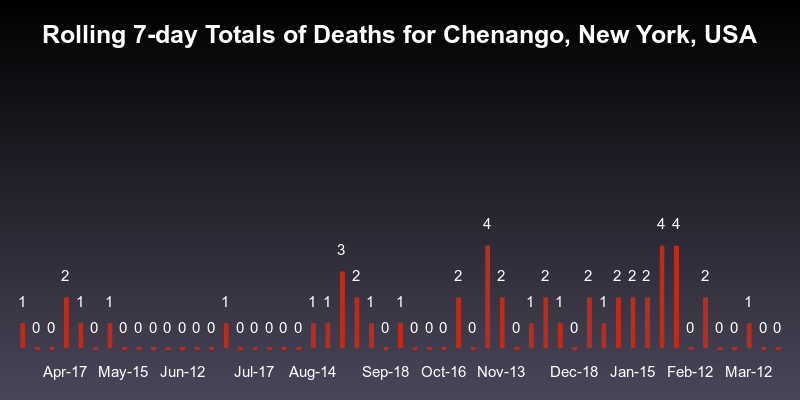 Rolling 7-day Totals of Deaths for Chenango, New York, USA
4 4 4
3
2 2 2 2 2 2 2 2 2 2
1 1 1 1 1 1 1 1 1 1 1 1
0 0 0 0 0 0 0 0 0 0 0 0 0 0 0 0 0 0 0 0 0 0 0 0 0 0 0
Apr-17 May-15 Jun-12 Jul-17 Aug-14 Sep-18 Oct-16 Nov-13 Dec-18 Jan-15 Feb-12 Mar-12